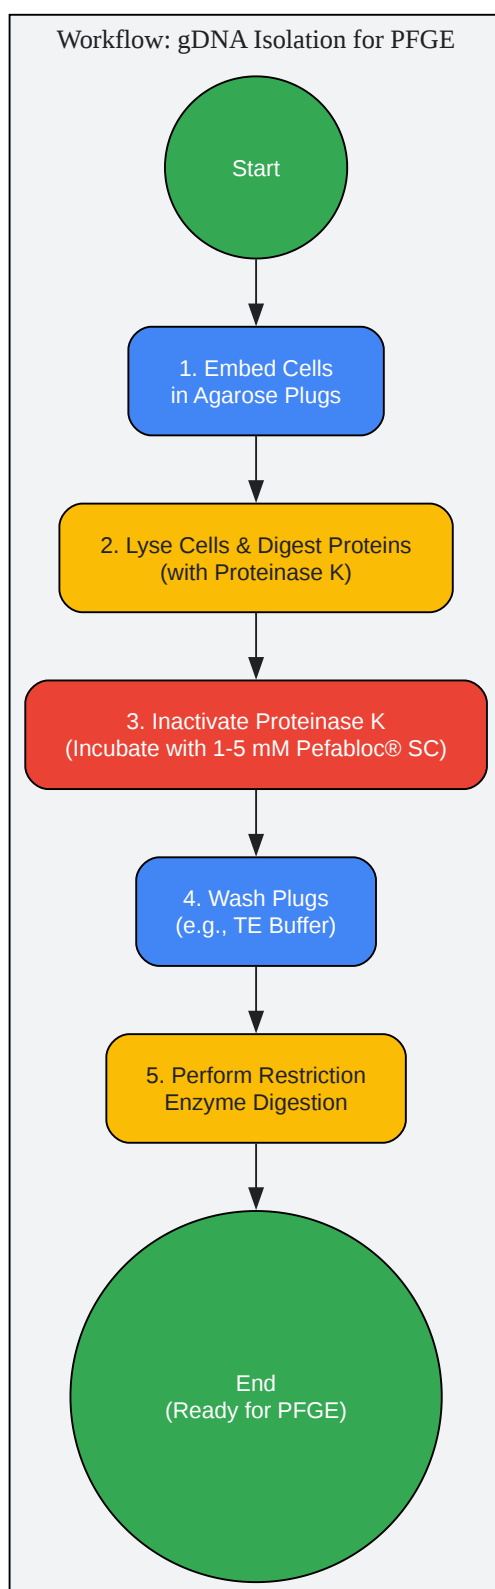 Workflow: gDNA Isolation for PFGE
Start
1. Embed Cells
in Agarose Plugs
2. Lyse Cells & Digest Proteins
(with Proteinase K)
3. Inactivate Proteinase K
(Incubate with 1-5 mM Pefabloc® SC)
4. Wash Plugs
(e.g., TE Buffer)
5. Perform Restriction
Enzyme Digestion
End
(Ready for PFGE)